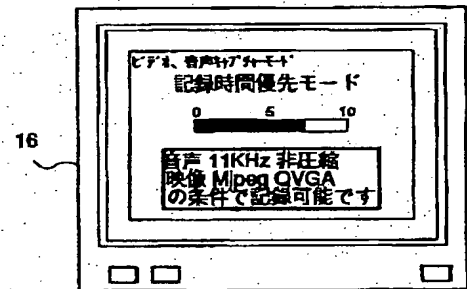 ビデオ、音声キャプチャーモード
記録時間優先モード
0 5 10
16
音声 11KHz 非圧縮
映像 Mjpeg QVGA
の条件で記録可能です